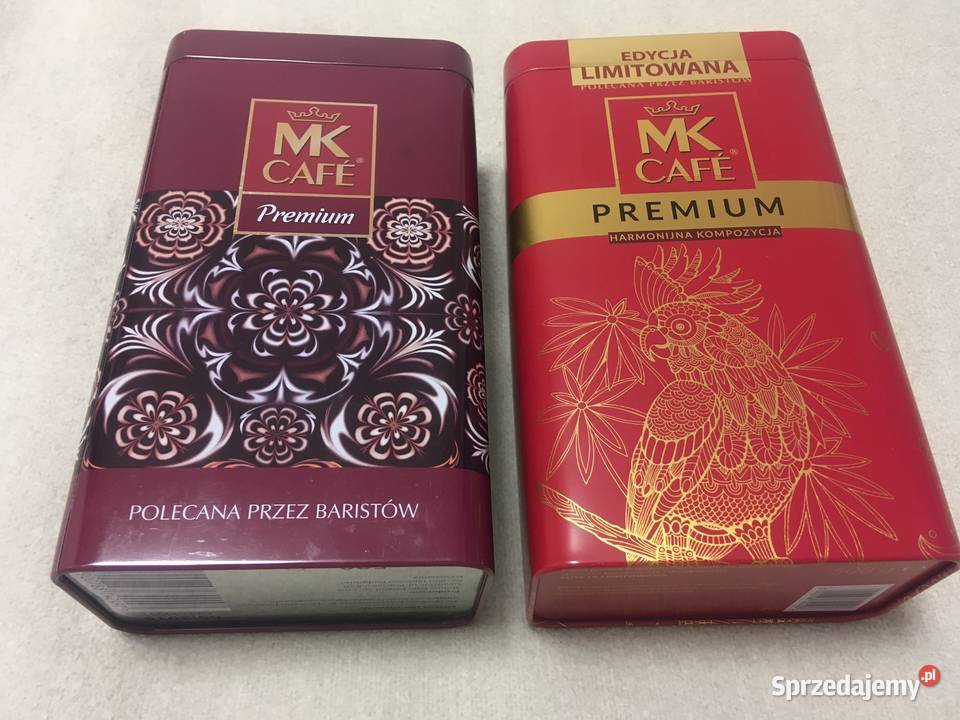 MK
CAFÉ®
Premium
POLECANA PRZEZ BARISTÓW
EDYCJA
LIMITOWANA
POLECANA PRZEZ BARISTÓW
MK
CAFÉ®
PREMIUM
HARMONIJNA KOMPOZYCJA
Sprzedajemy.pl